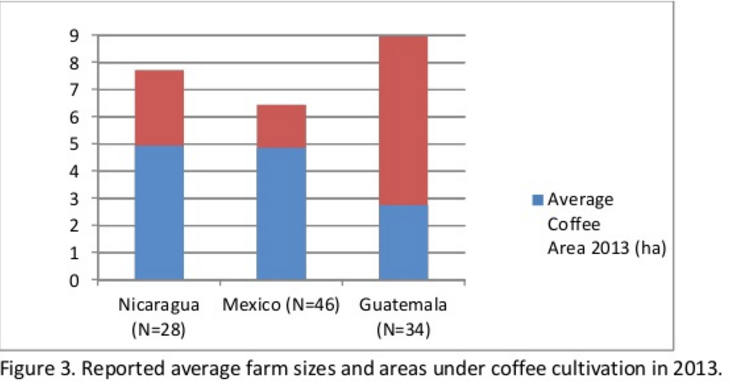 9
8
7
6
5
4
3
2
1
0
Nicaragua
(N=28)
Mexico (N=46)
Guatemala
(N=34)
Average
Coffee
Area 2013 (ha)
Figure 3. Reported average farm sizes and areas under coffee cultivation in 2013.